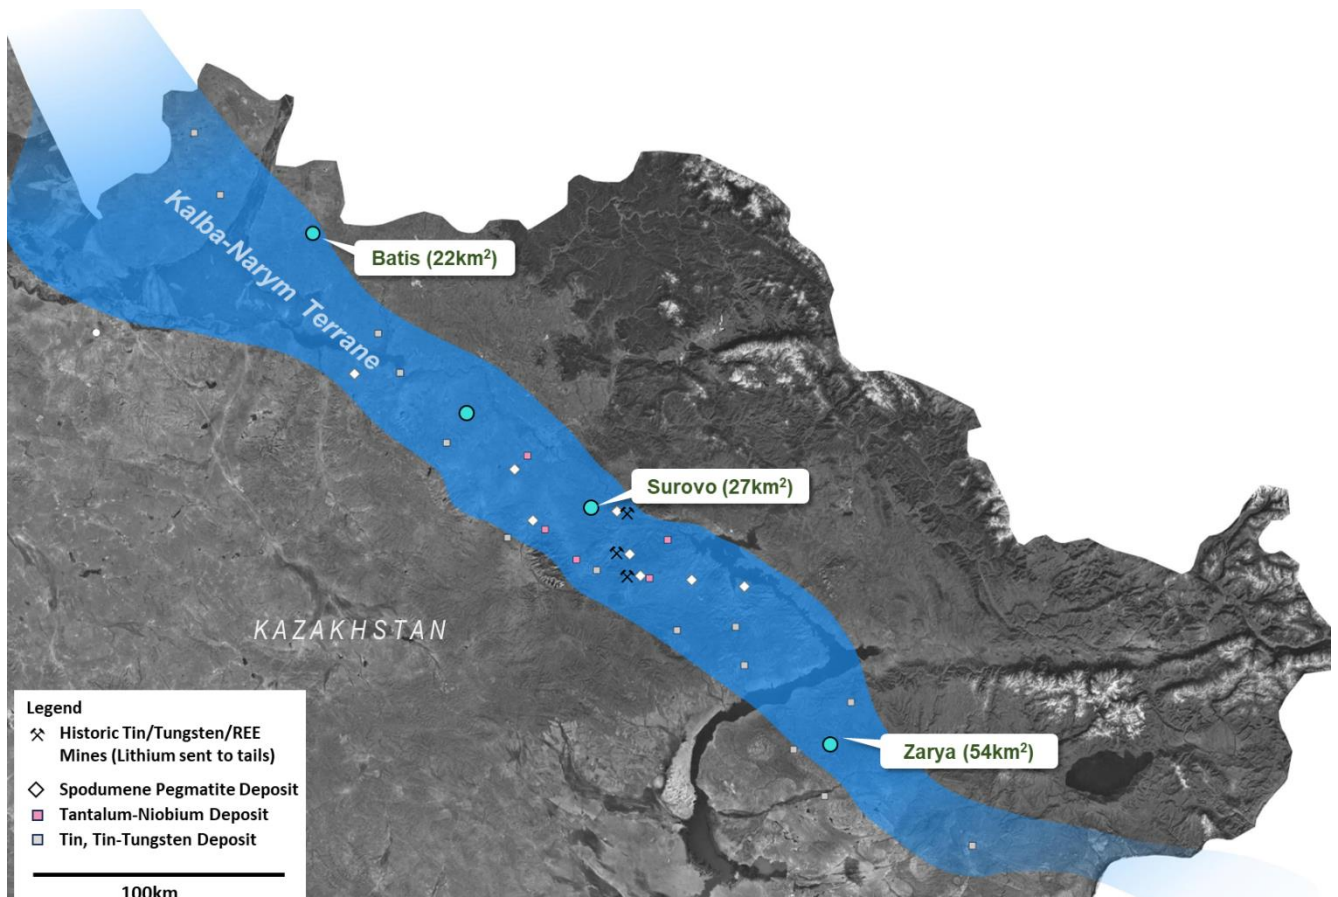 Kalba-Narym Terrane
Batis (22km²)
Surovo (27km²)
KAZAKHSTAN
Zarya (54km²)
Legend
Historic Tin/Tungsten/REE
Mines (Lithium sent to tails)
Spodumene Pegmatite Deposit
Tantalum-Niobium Deposit
Tin, Tin-Tungsten Deposit
100km